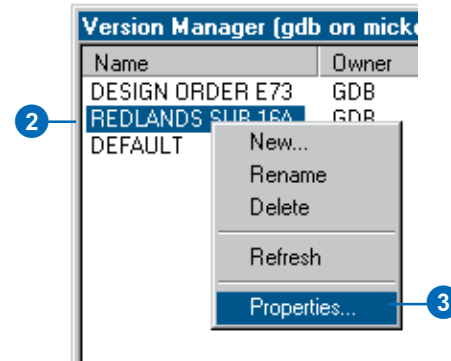 Version Manager (gdb on mick
Name Owner
DESIGN ORDER E73 GDB
2 REDLANDS SUB 16A GDB
DEFAULT
New...
Rename
Delete
Refresh
Properties... 3